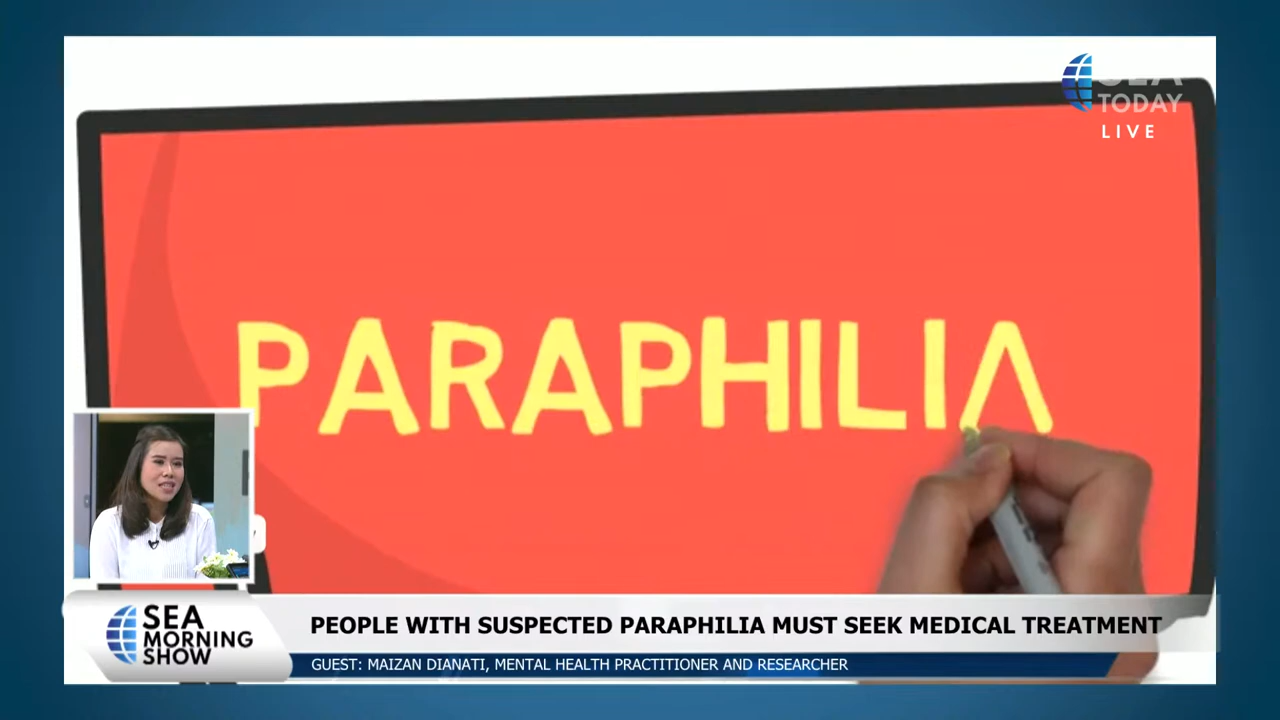 TODAY
LIVE
PARAPHILIA
SEA
MORNING
SHOW
PEOPLE WITH SUSPECTED PARAPHILIA MUST SEEK MEDICAL TREATMENT
GUEST: MAIZAN DIANATI, MENTAL HEALTH PRACTITIONER AND RESEARCHER